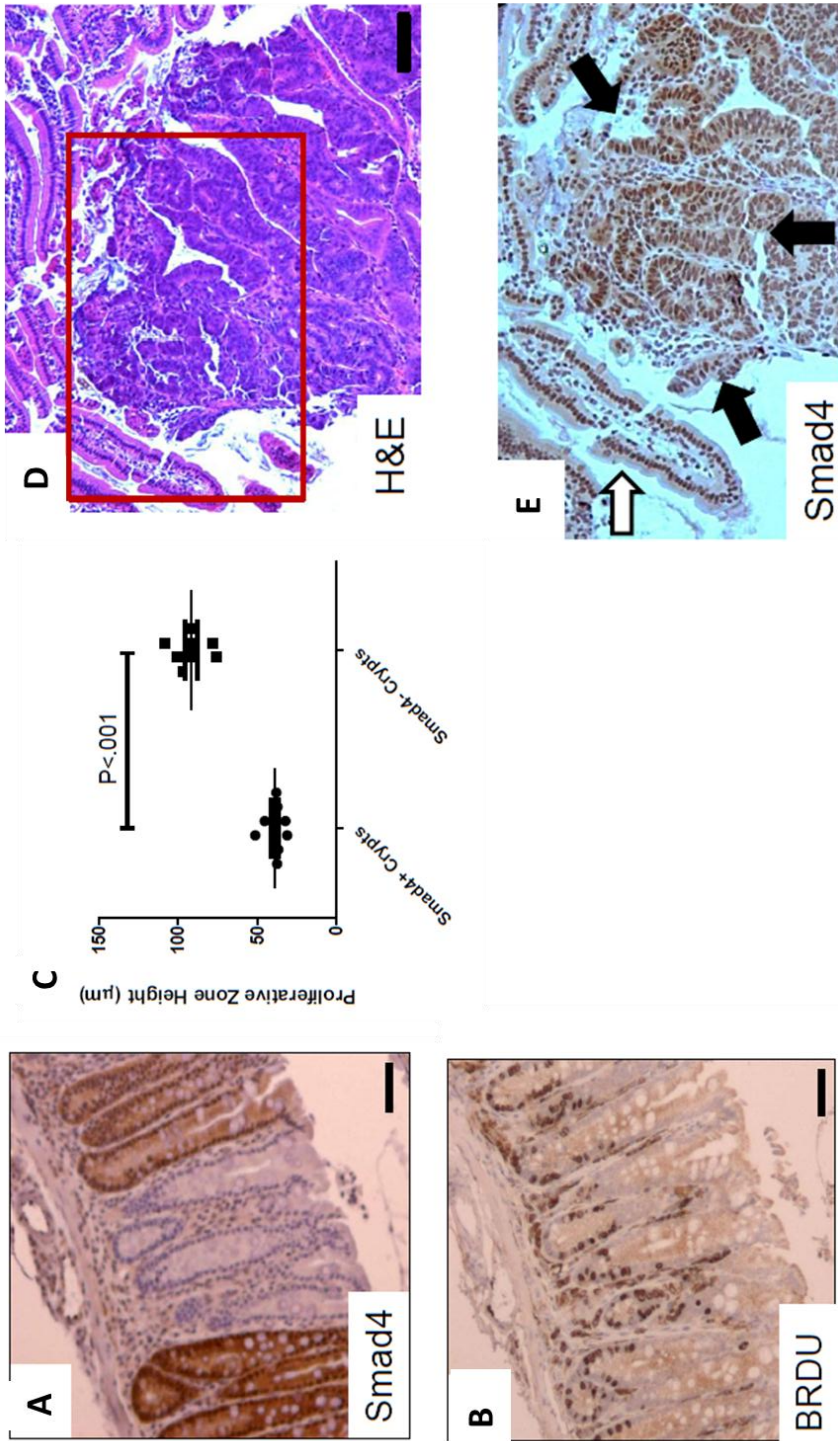 A
Smad4
B
BRDU
C
Proliferative Zone Height (μm)
150
100
50
0
P<.001
Smad4+ Crypts
Smad4- Crypts
D
H&E
E
Smad4